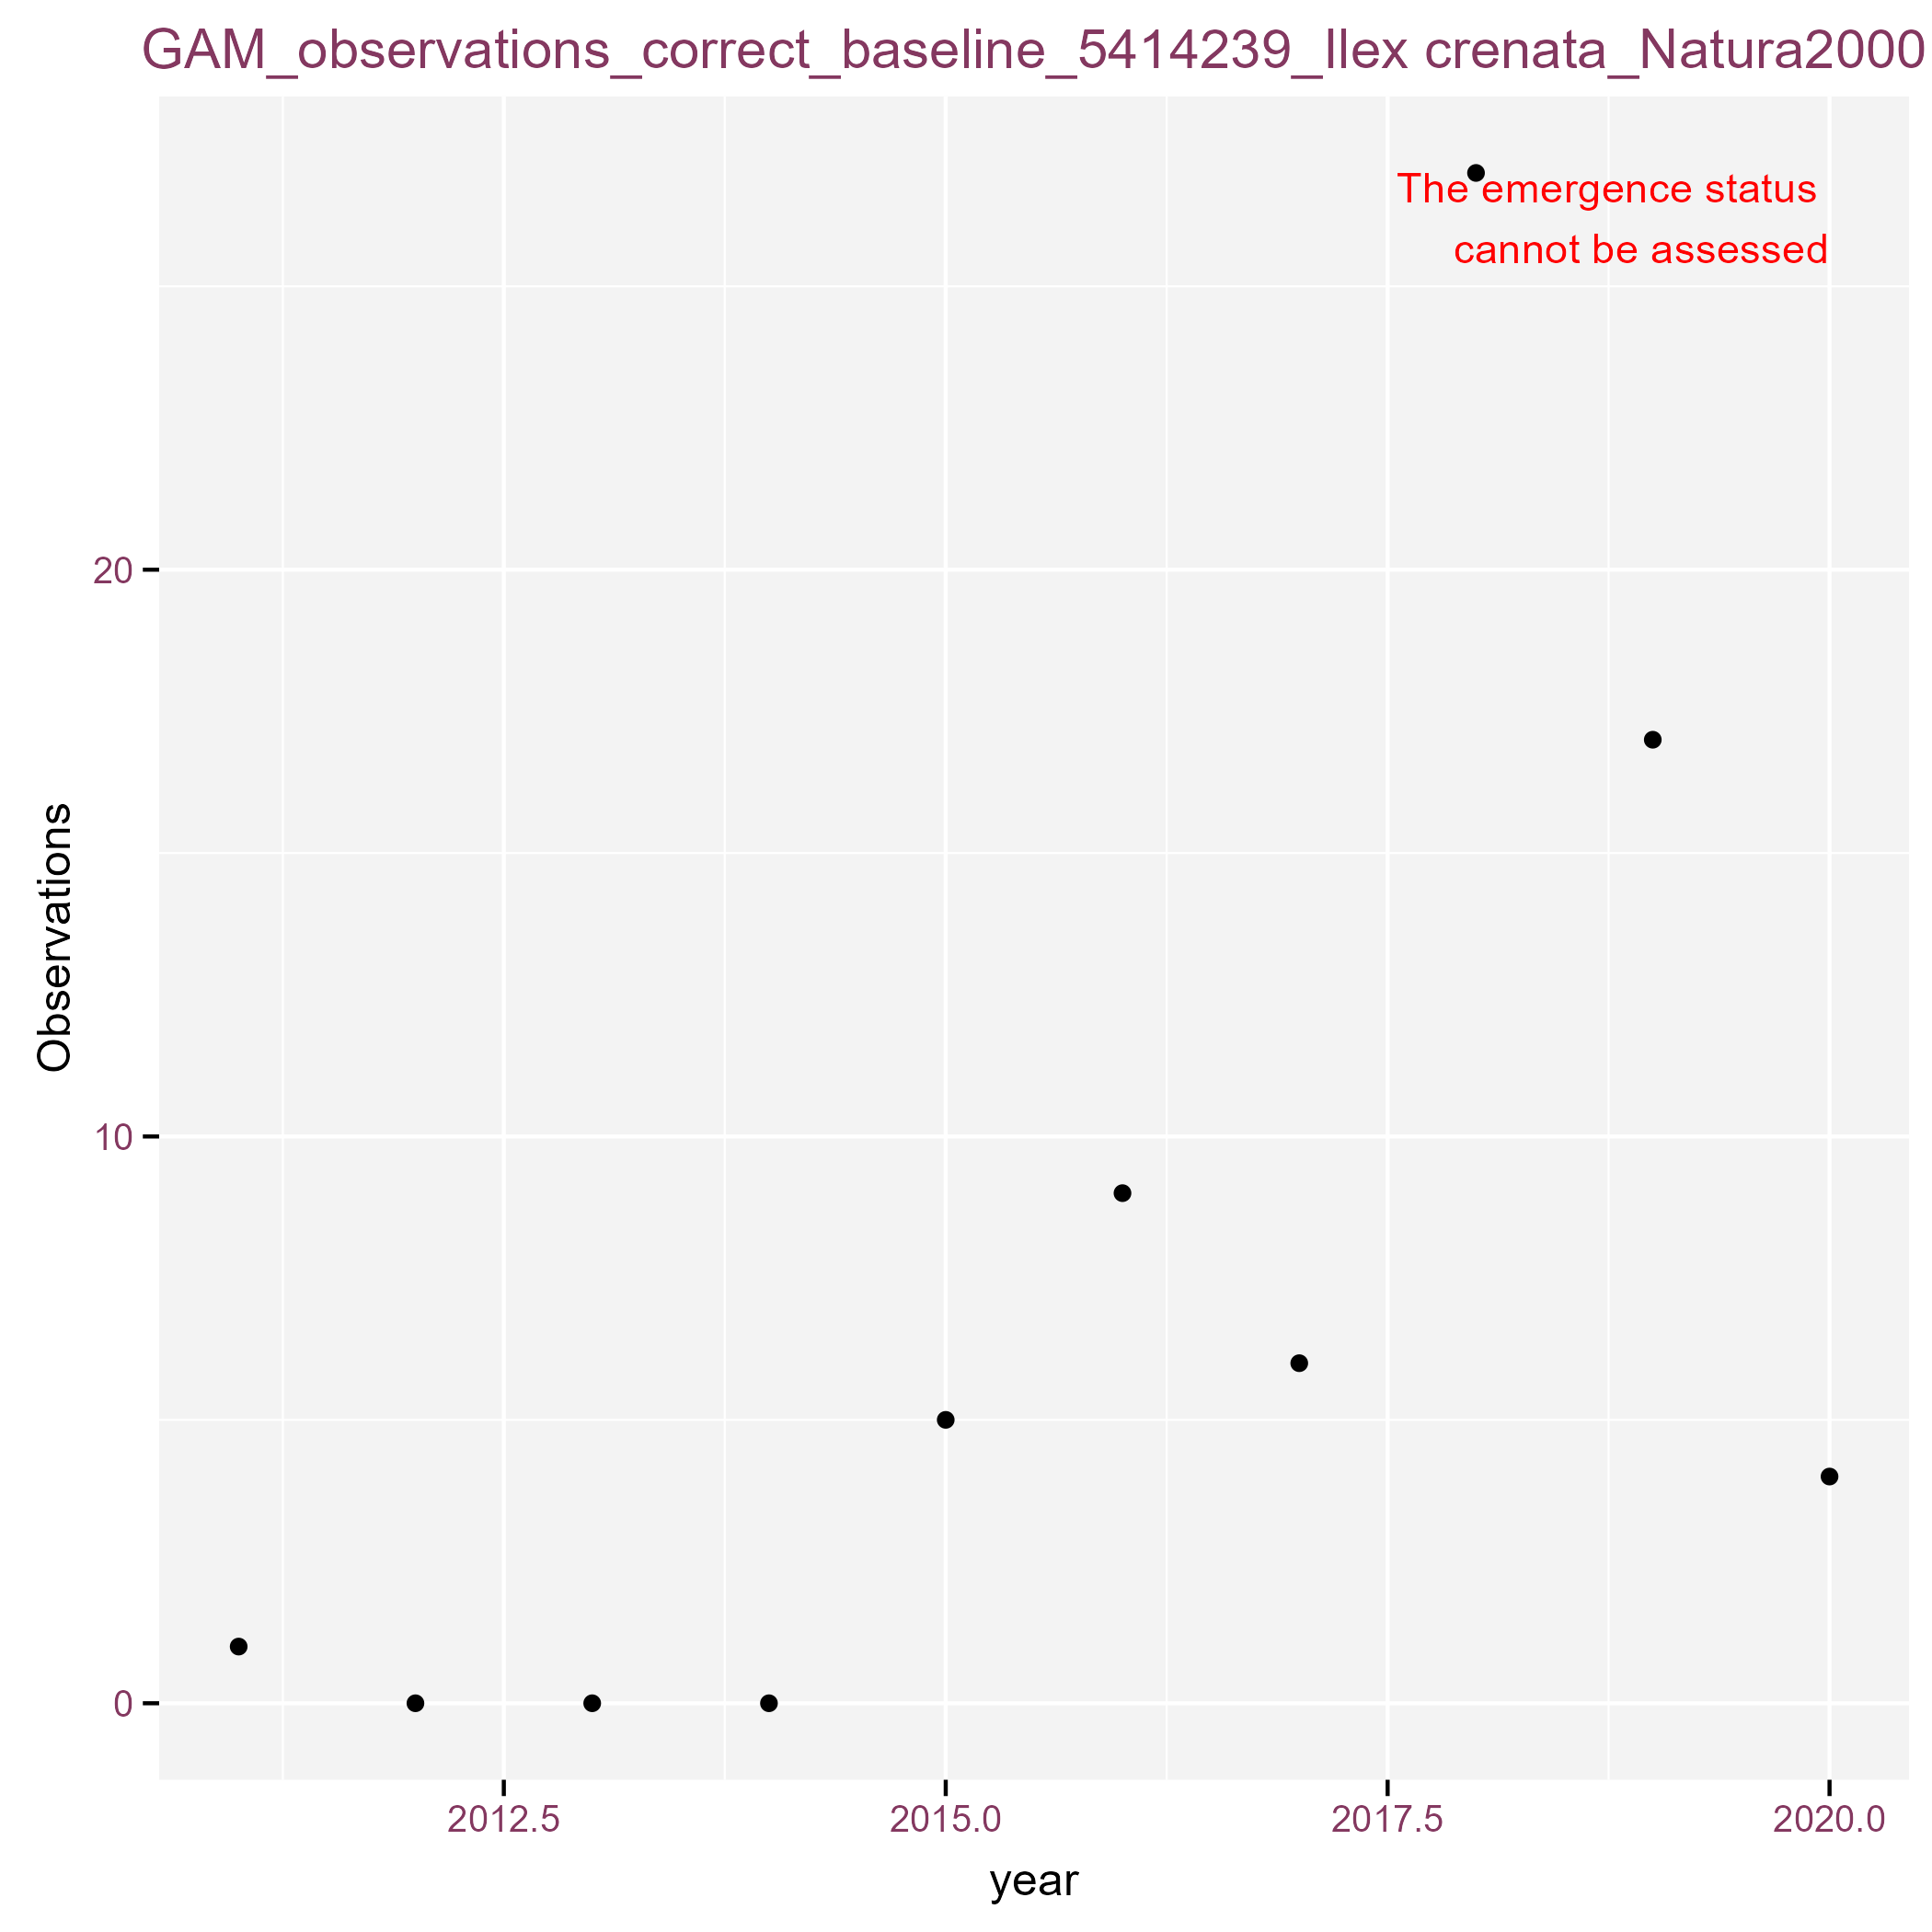 GAM_observations_correct_baseline_5414239_Ilex crenata_Natura2000
The emergence status
cannot be assessed
20
10
0
Observations
2012.5 2015.0 2017.5 2020.0
year